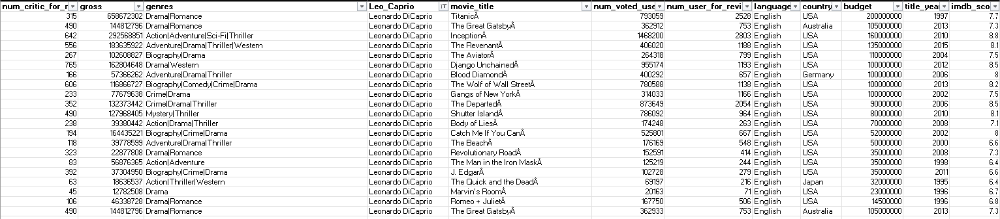 num_critic_for_r gross genres Leo_Caprio movie_title num_voted_use num_user_for_revi language country budget title_year imdb_sco
315 658672302 Drama|Romance Leonardo DiCaprio TitanicÂ 793059 2528 English USA 200000000 1997 7.7
490 144812796 Drama|Romance Leonardo DiCaprio The Great GatsbyÂ 362912 753 English Australia 105000000 2013 7.3
642 292568851 Action|Adventure|Sci-Fi|Thriller Leonardo DiCaprio InceptionÂ 1468200 2803 English USA 160000000 2010 8.8
556 183635922 Adventure|Drama|Thriller|Western Leonardo DiCaprio The RevenantÂ 406020 1188 English USA 135000000 2015 8.1
267 102608827 Biography|Drama Leonardo DiCaprio The AviatorÂ 264318 799 English USA 110000000 2004 7.5
765 162804648 Drama|Western Leonardo DiCaprio Django UnchainedÂ 955174 1193 English USA 100000000 2012 8.5
166 57366262 Adventure|Drama|Thriller Leonardo DiCaprio Blood DiamondÂ 400292 657 English Germany 100000000 2006 8
606 116866727 Biography|Comedy|Crime|Drama Leonardo DiCaprio The Wolf of Wall StreetÂ 780588 1138 English USA 100000000 2013 8.2
233 77679638 Crime|Drama Leonardo DiCaprio Gangs of New YorkÂ 314033 1166 English USA 100000000 2002 7.5
352 132373442 Crime|Drama|Thriller Leonardo DiCaprio The DepartedÂ 873649 2054 English USA 90000000 2006 8.5
490 127968405 Mystery|Thriller Leonardo DiCaprio Shutter IslandÂ 786092 964 English USA 80000000 2010 8.1
238 39380442 Action|Drama|Thriller Leonardo DiCaprio Body of LiesÂ 174248 263 English USA 70000000 2008 7.1
194 164435221 Biography|Crime|Drama Leonardo DiCaprio Catch Me If You CanÂ 525801 667 English USA 52000000 2002 8
118 39778599 Adventure|Drama|Thriller Leonardo DiCaprio The BeachÂ 176169 548 English USA 50000000 2000 6.6
323 22877808 Drama|Romance Leonardo DiCaprio Revolutionary RoadÂ 152591 414 English USA 35000000 2008 7.3
83 56876365 Action|Adventure Leonardo DiCaprio The Man in the Iron MaskÂ 125219 244 English USA 35000000 1998 6.4
392 37304950 Biography|Crime|Drama Leonardo DiCaprio J. EdgarÂ 102728 279 English USA 35000000 2011 6.6
63 18636537 Action|Thriller|Western Leonardo DiCaprio The Quick and the DeadÂ 69197 216 English Japan 32000000 1995 6.4
45 12782508 Drama Leonardo DiCaprio Marvin's RoomÂ 20163 71 English USA 23000000 1996 6.7
106 46338728 Drama|Romance Leonardo DiCaprio Romeo + JulietÂ 167750 506 English USA 14500000 1996 6.8
490 144812796 Drama|Romance Leonardo DiCaprio The Great GatsbyÂ 362933 753 English Australia 105000000 2013 7.3